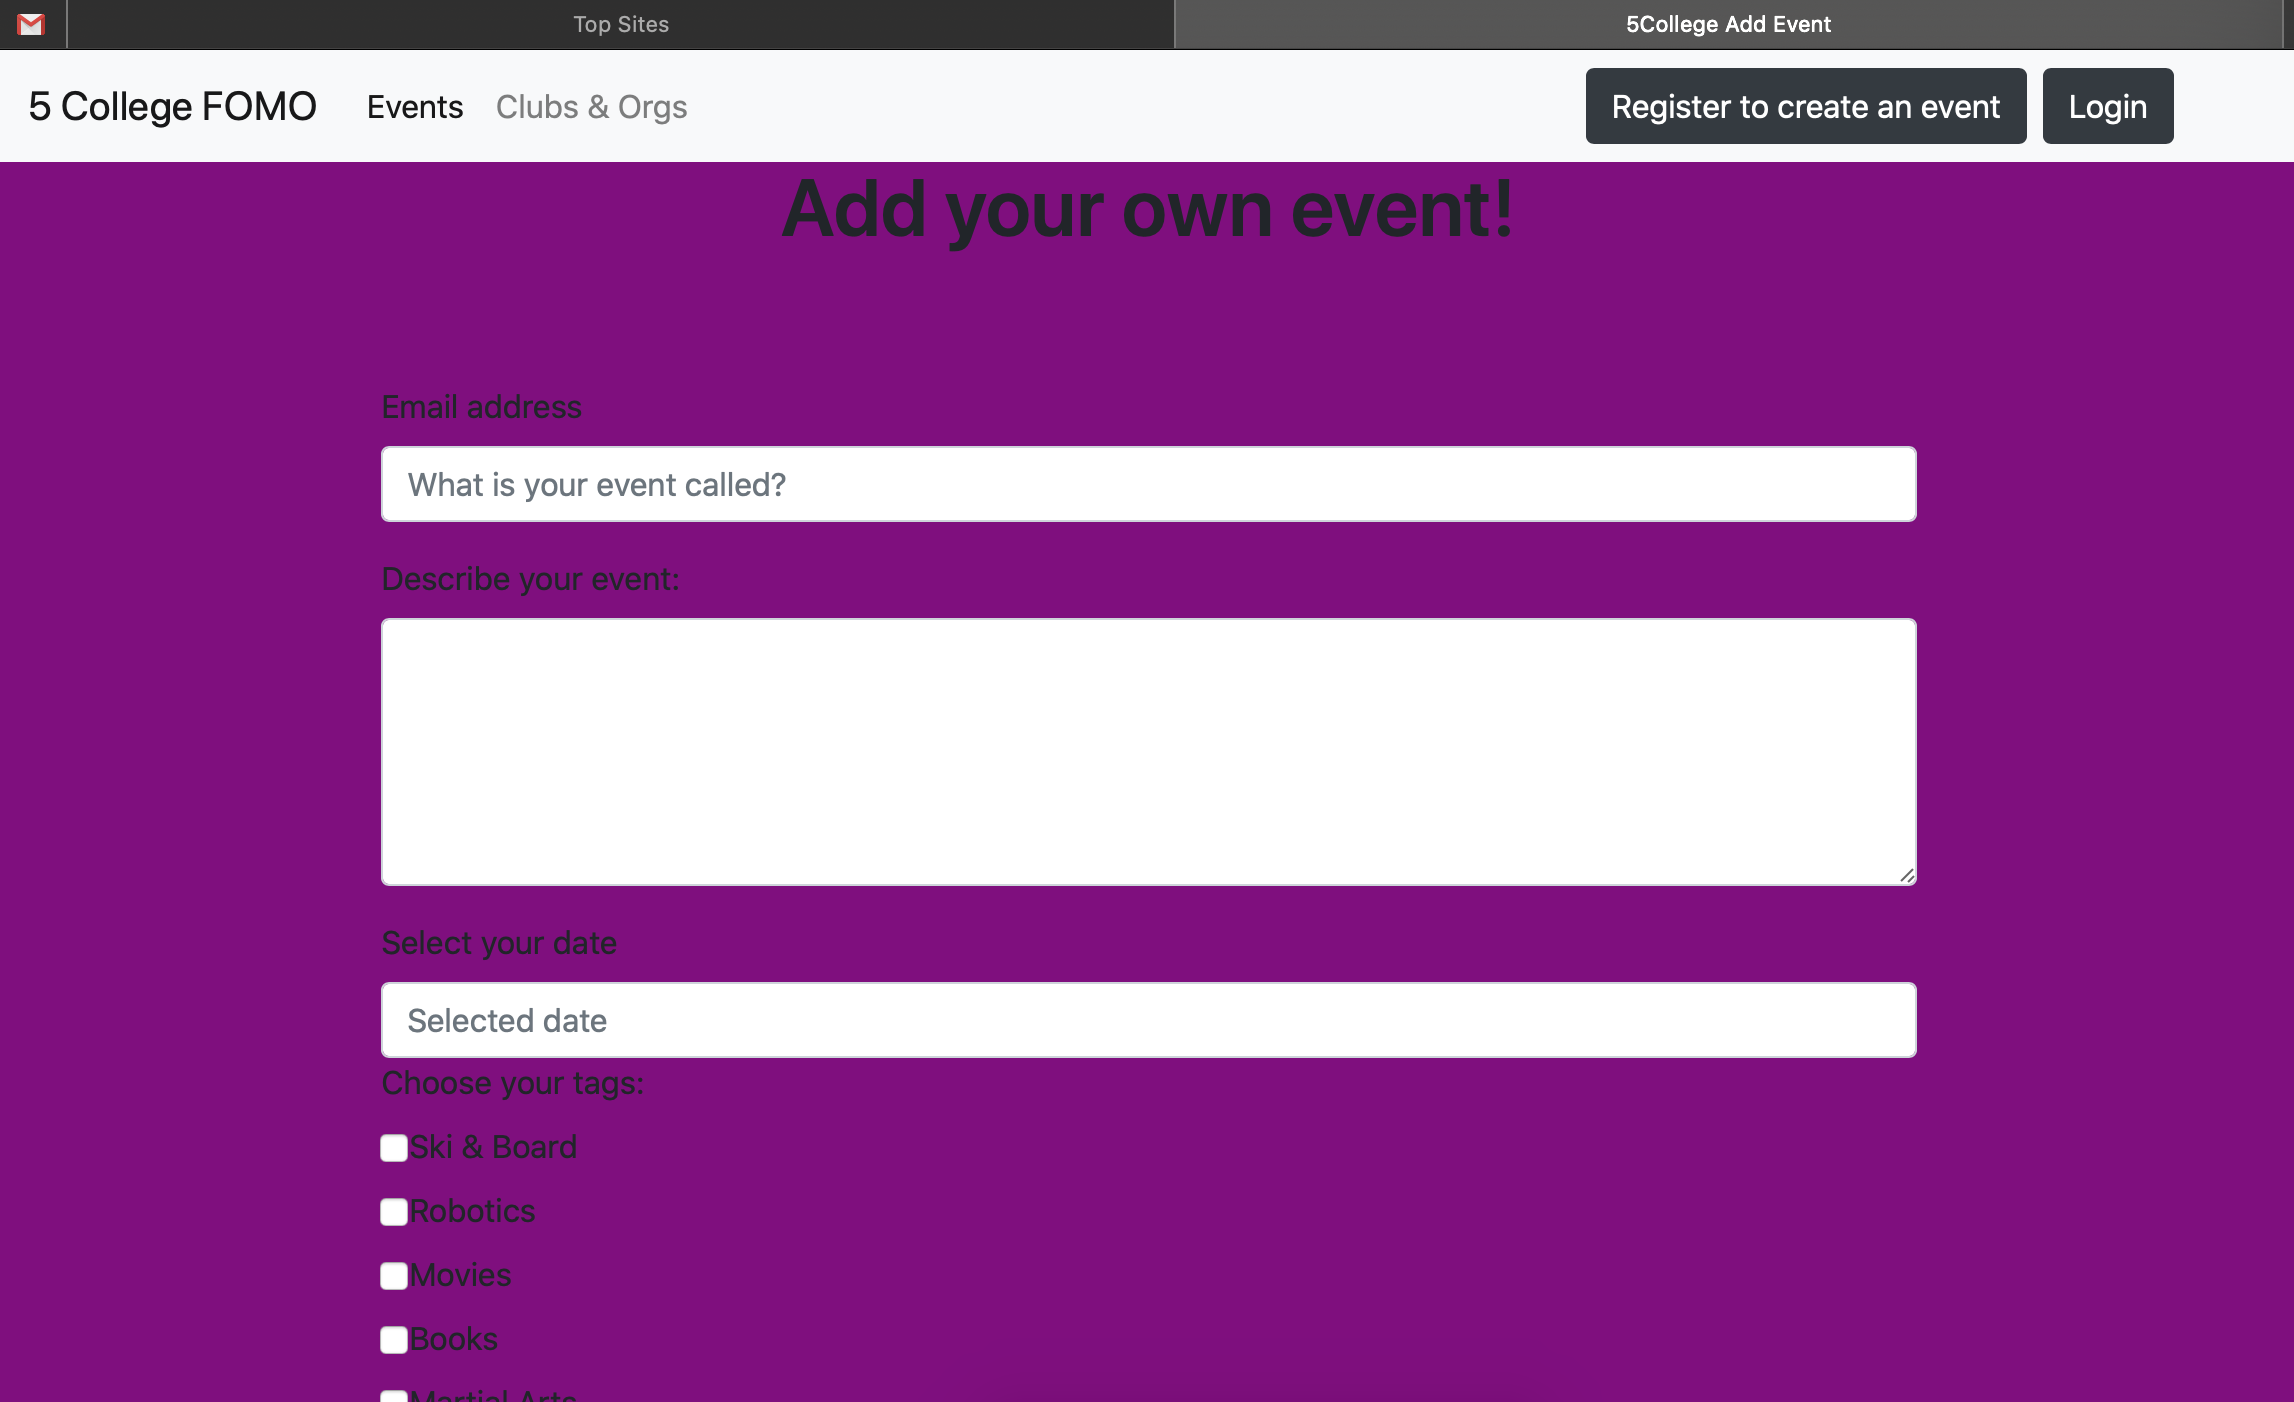 Top Sites
5College Add Event
5 College FOMO
Events
Clubs & Orgs
Register to create an event
Login
Add your own event!
Email address
What is your event called?
Describe your event:
Select your date
Selected date
Choose your tags:
Ski & Board
Robotics
Movies
Books
Martial Arts